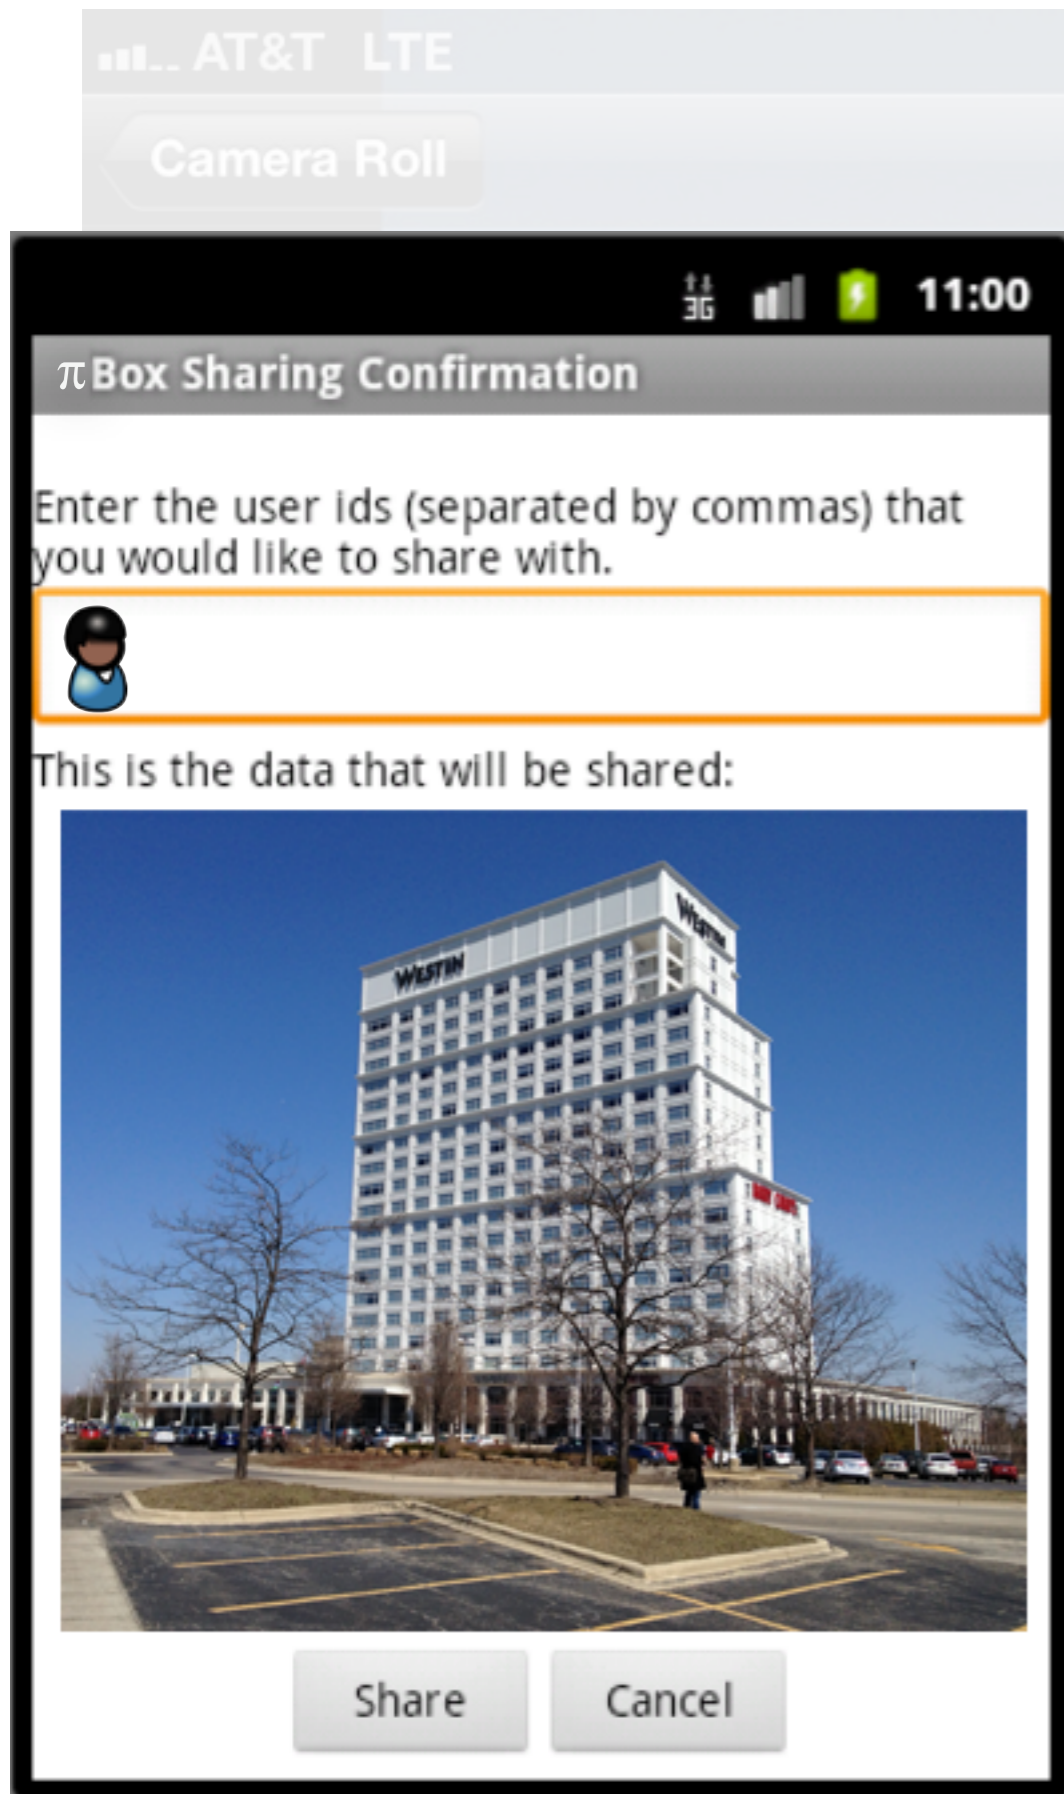 AT&T LTE
Camera Roll
3G 11:00
πBox Sharing Confirmation
Enter the user ids (separated by commas) that
you would like to share with.
This is the data that will be shared:
WESTIN
WESTIN
Share Cancel